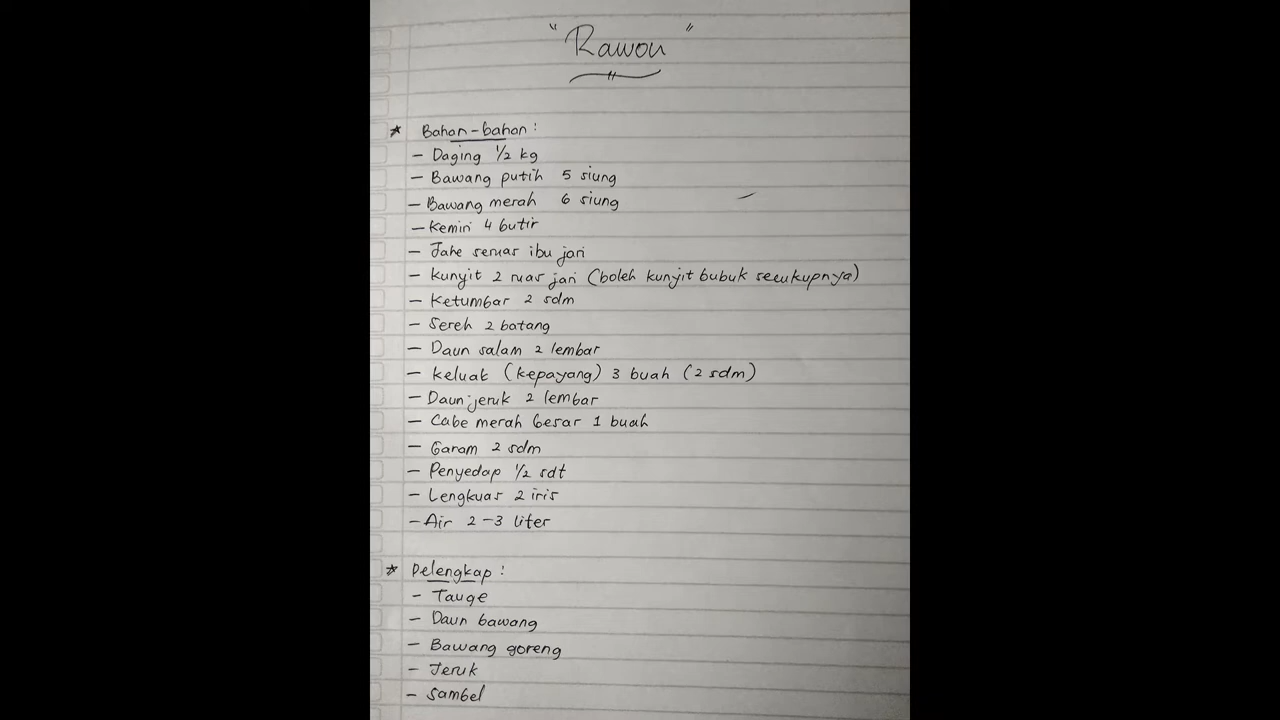 "Rawon"
* Bahan-bahan :
- Daging 1/2 kg
- Bawang putih 5 siung
- Bawang merah 6 siung
- Kemiri 4 butir
- Jahe seruas ibu jari
- Kunyit 2 ruas jari (boleh kunyit bubuk secukupnya)
- Ketumbar 2 sdm
- Sereh 2 batang
- Daun salam 2 lembar
- Keluak (kepayang) 3 buah (2 sdm)
- Daun jeruk 2 lembar
- Cabe merah besar 1 buah
- Garam 2 sdm
- Penyedap 1/2 sdt
- Lengkuas 2 iris
- Air 2-3 liter
* Pelengkap :
- Tauge
- Daun bawang
- Bawang goreng
- Jeruk
- Sambel